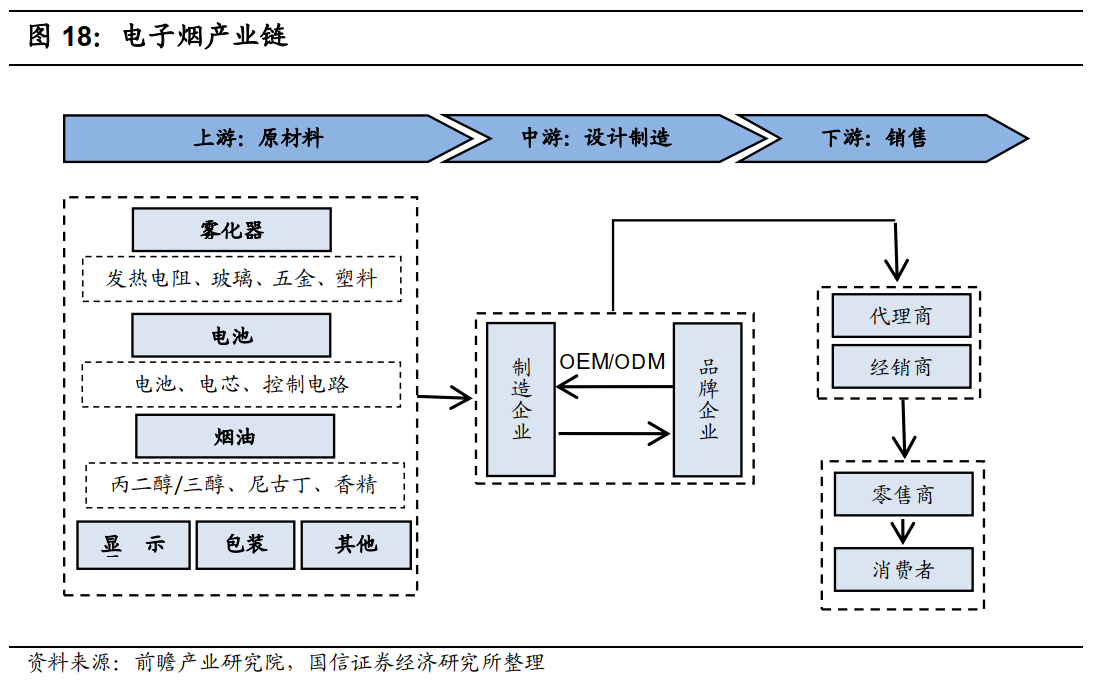 图 18：电子烟产业链
上游：原材料
中游：设计制造
下游：销售
雾化器
发热电阻、玻璃、五金、塑料
电池
电池、电芯、控制电路
烟油
丙二醇/三醇、尼古丁、香精
显 示
包装
其他
制造企业
OEM/ODM
品牌企业
代理商
经销商
零售商
消费者
资料来源：前瞻产业研究院，国信证券经济研究所整理